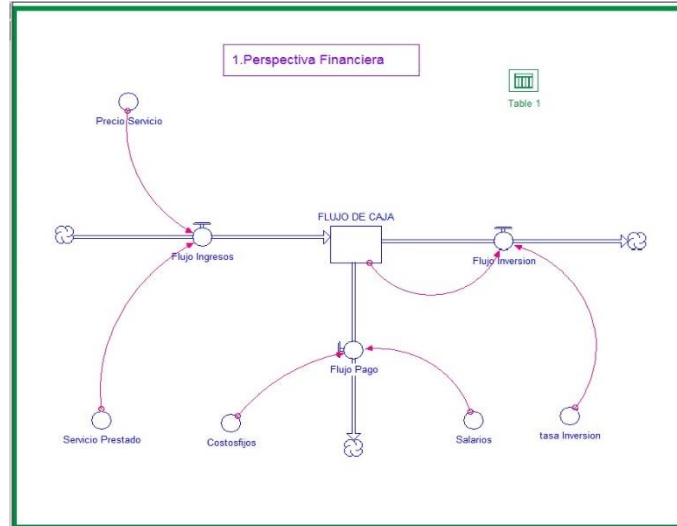 1.Perspectiva Financiera
Table 1
Precio Servicio
FLUJO DE CAJA
Flujo Ingresos
Flujo Inversion
Flujo Pago
Servicio Prestado
Costosfijos
Salarios
tasa Inversion